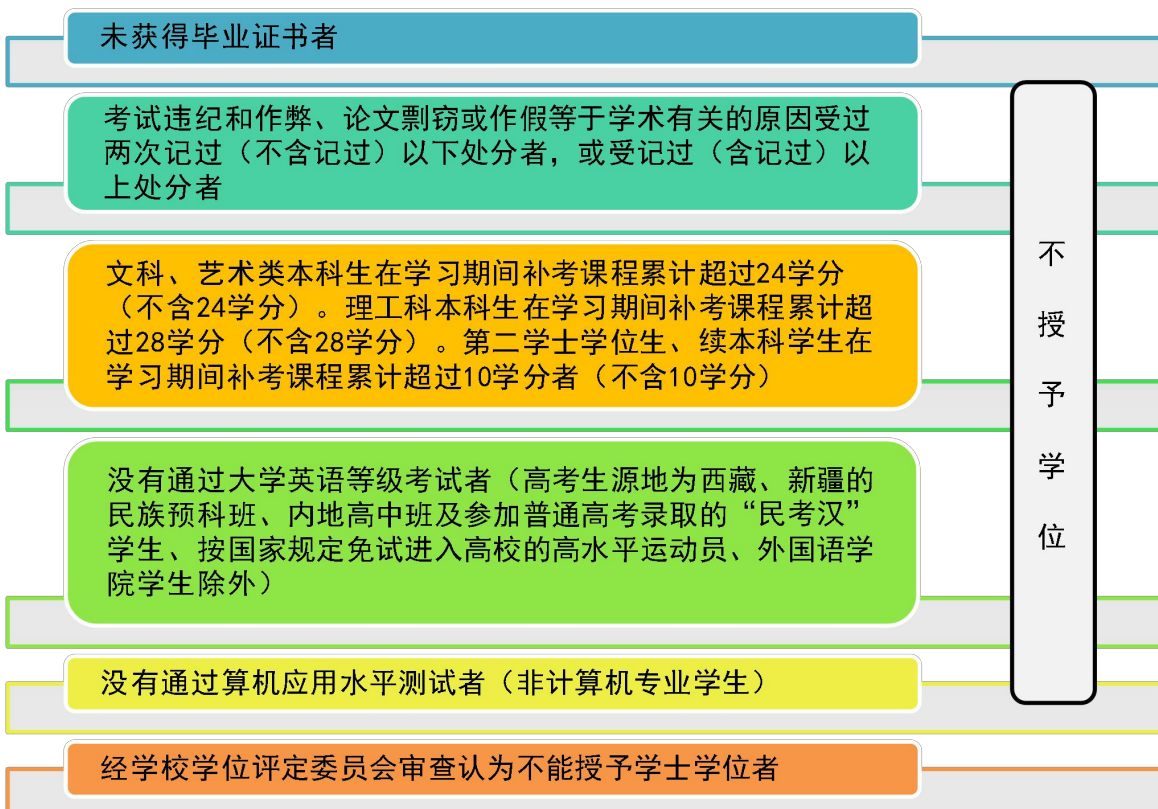 未获得毕业证书者
考试违纪和作弊、论文剽窃或作假等于学术有关的原因受过
两次记过（不含记过）以下处分者，或受记过（含记过）以
上处分者
文科、艺术类本科生在学习期间补考课程累计超过24学分
（不含24学分）。理工科本科生在学习期间补考课程累计超
过28学分（不含28学分）。第二学士学位生、续本科学生在
学习期间补考课程累计超过10学分者（不含10学分）
没有通过大学英语等级考试者（高考生源地为西藏、新疆的
民族预科班、内地高中班及参加普通高考录取的“民考汉”
学生、按国家规定免试进入高校的高水平运动员、外国语学
院学生除外）
没有通过算机应用水平测试者（非计算机专业学生）
经学校学位评定委员会审查认为不能授予学士学位者
不授予学位